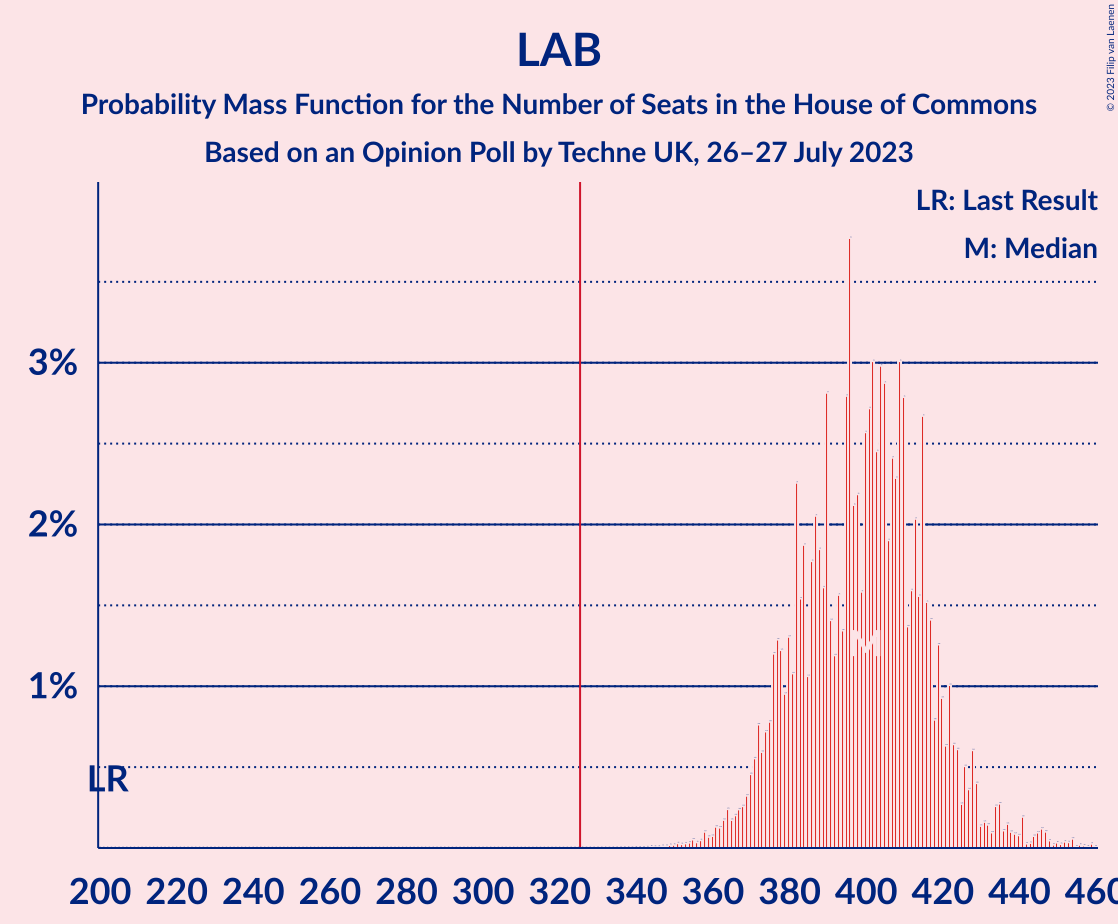 LAB
Probability Mass Function for the Number of Seats in the House of Commons
Based on an Opinion Poll by Techne UK, 26–27 July 2023
© 2023 Filip van Laenen
LR: Last Result
M: Median
3%
2%
1%
LR
M
200 220 240 260 280 300 320 340 360 380 400 420 440 460